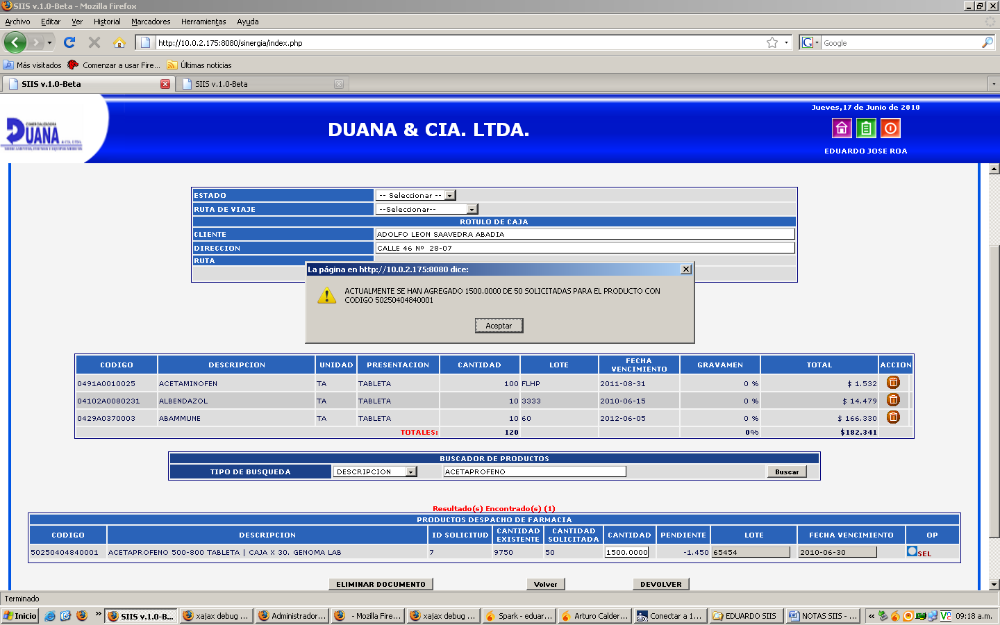 SIIS v.1.0-Beta - Mozilla Firefox
Archivo Editar Ver Historial Marcadores Herramientas Ayuda
http://10.0.2.175:8080/sinergia/index.php
Google
Más visitados Comenzar a usar Fire... Últimas noticias
SIIS v.1.0-Beta SIIS v.1.0-Beta
Jueves,17 de Junio de 2010
COMERCIALIZADORA
DUANA & CIA. LTDA
MEDICAMENTOS, INSUMOS Y EQUIPOS MEDICOS
DUANA & CIA. LTDA.
EDUARDO JOSE ROA
ESTADO -- Seleccionar --
RUTA DE VIAJE --Seleccionar--
ROTULO DE CAJA
CLIENTE ADOLFO LEON SAAVEDRA ABADIA
DIRECCION CALLE 46 Nº 28-07
RUTA
La página en http://10.0.2.175:8080 dice:
ACTUALMENTE SE HAN AGREGADO 1500.0000 DE 50 SOLICITADAS PARA EL PRODUCTO CON
CODIGO 50250404840001
Aceptar
CODIGO DESCRIPCION UNIDAD PRESENTACION CANTIDAD LOTE FECHA VENCIMIENTO GRAVAMEN TOTAL ACCION
0491A0010025 ACETAMINOFEN TA TABLETA 100 FLHP 2011-08-31 0 % $ 1.532
04102A0080231 ALBENDAZOL TA TABLETA 10 3333 2010-06-15 0 % $ 14.479
0429A0370003 ABAMMUNE TA TABLETA 10 60 2012-06-05 0 % $ 166.330
TOTALES: 120 0% $182.341
BUSCADOR DE PRODUCTOS
TIPO DE BUSQUEDA DESCRIPCION ACETAPROFENO Buscar
Resultado(s) Encontrado(s) (1)
PRODUCTOS DESPACHO DE FARMACIA
CODIGO DESCRIPCION ID SOLICITUD CANTIDAD EXISTENTE CANTIDAD SOLICITADA CANTIDAD PENDIENTE LOTE FECHA VENCIMIENTO OP
50250404840001 ACETAPROFENO 500-800 TABLETA | CAJA X 30. GENOMA LAB 7 9750 50 1500.0000 -1.450 65454 2010-06-30 SEL
ELIMINAR DOCUMENTO Volver DEVOLVER
Terminado
Inicio » SIIS v.1.0-B... xajax debug ... Administrador... - Mozilla Fire... xajax debug ... Spark - eduar... Arturo Calder... Conectar a 1... EDUARDO SIIS NOTAS SIIS - ... « 09:18 a.m.